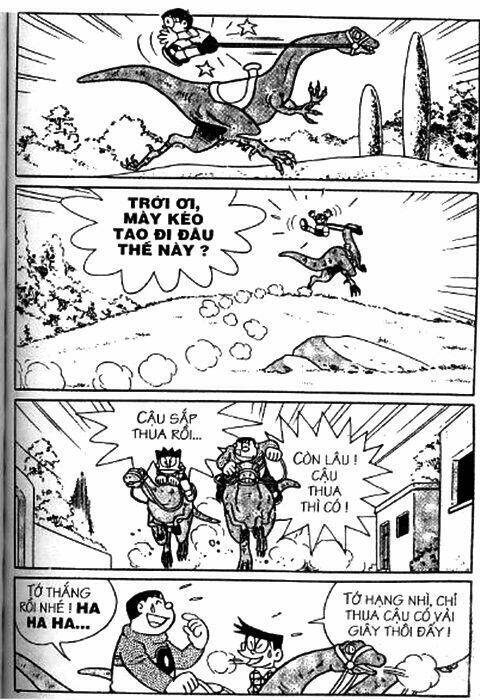 TRỜI ƠI,
MÀY KÉO
TAO ĐI ĐÂU
THẾ NÀY ?
CẬU SẮP
THUA RỒI...
CÒN LÂU !
CẬU
THUA
THÌ CÓ !
TỚ THẮNG
RỒI NHÉ ! HA
HA HA...
TỚ HẠNG NHÌ, CHỈ
THUA CẬU CÓ VÀI
GIÂY THÔI ĐẤY !